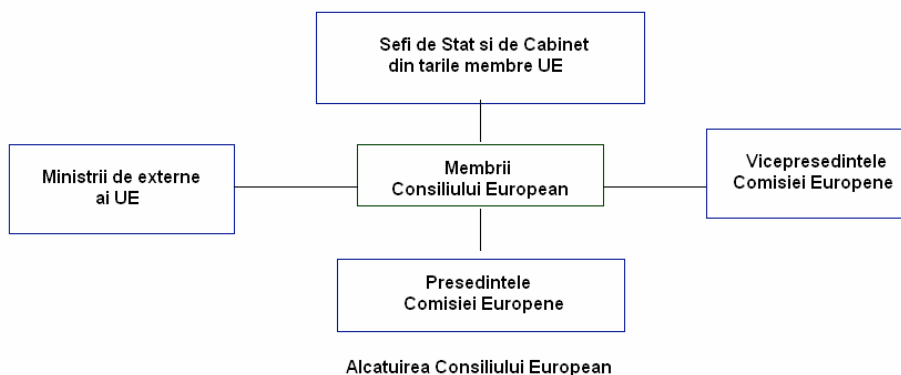 Sefi de Stat si de Cabinet
din tarile membre UE
Ministrii de externe
ai UE
Membrii
Consiliului European
Vicepresedintele
Comisiei Europene
Presedintele
Comisiei Europene
Alcatuirea Consiliului European